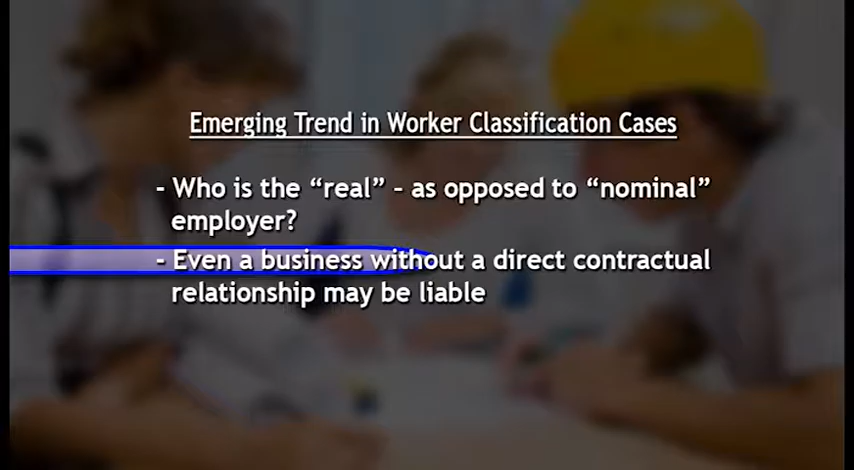 Emerging Trend in Worker Classification Cases
- Who is the “real” – as opposed to “nominal”
employer?
- Even a business without a direct contractual
relationship may be liable